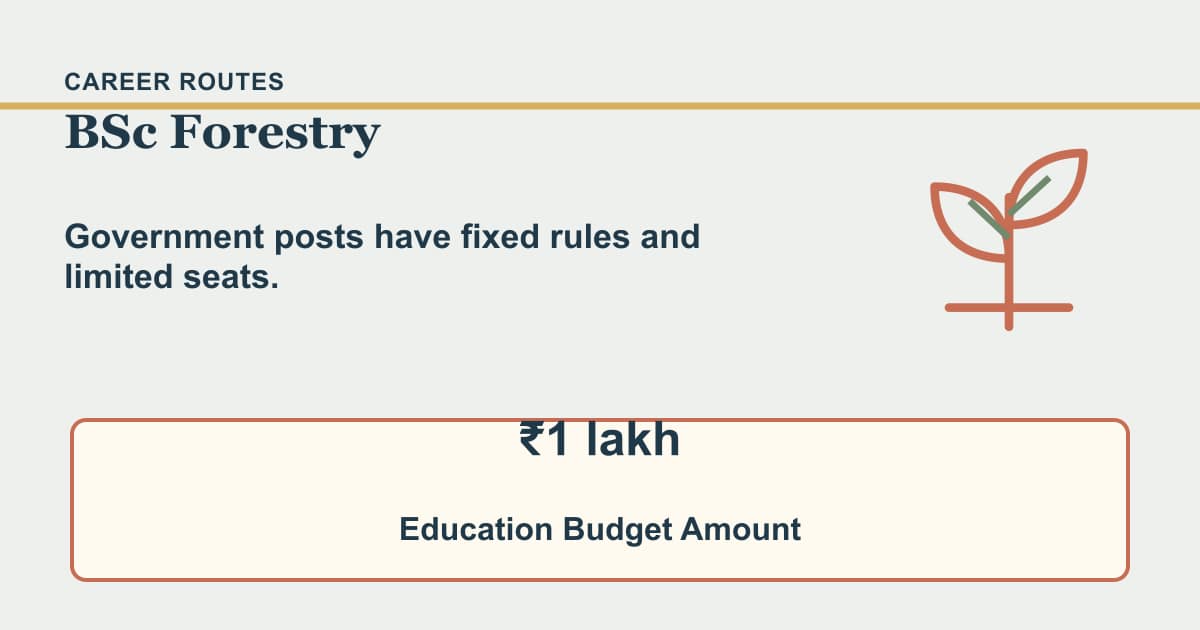 CAREER ROUTES
BSc Forestry
Government posts have fixed rules and
limited seats.
₹1 lakh
Education Budget Amount